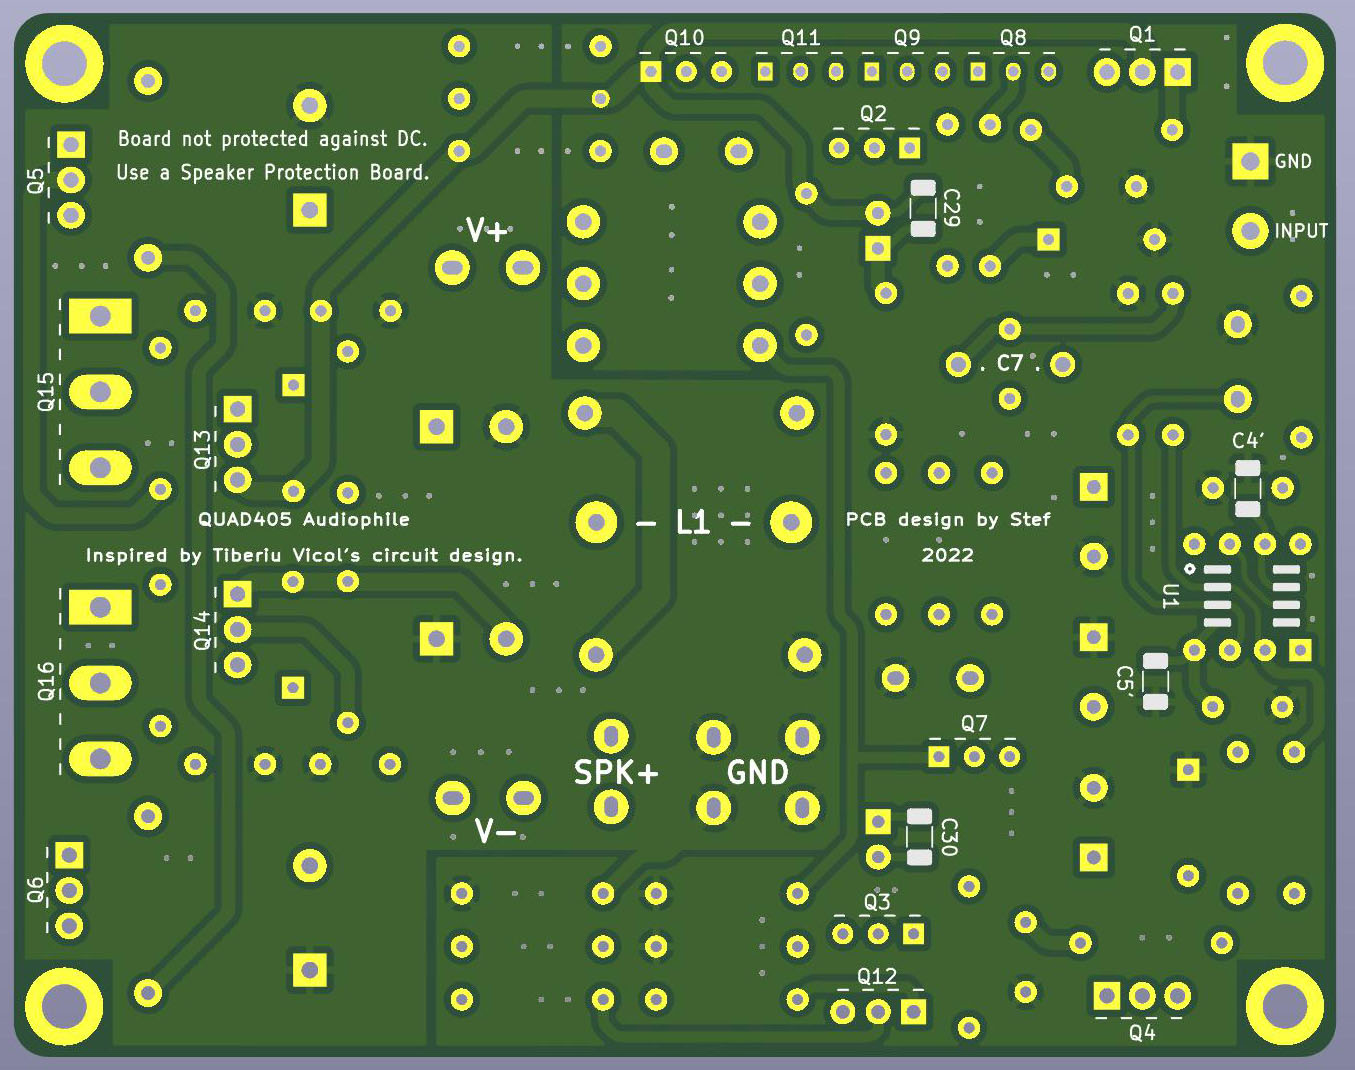 Q10 Q11 Q9 Q8 Q1
Q2
Board not protected against DC.
Use a Speaker Protection Board.
GND
Q5
C29
V+
INPUT
. C7 .
Q15
Q13
C4'
QUAD405 Audiophile
- L1 -
PCB design by Stef
Inspired by Tiberiu Vicol's circuit design.
2022
U1
Q14
Q16
C5'
Q7
SPK+ GND
V-
C30
Q6
Q3
Q12
Q4